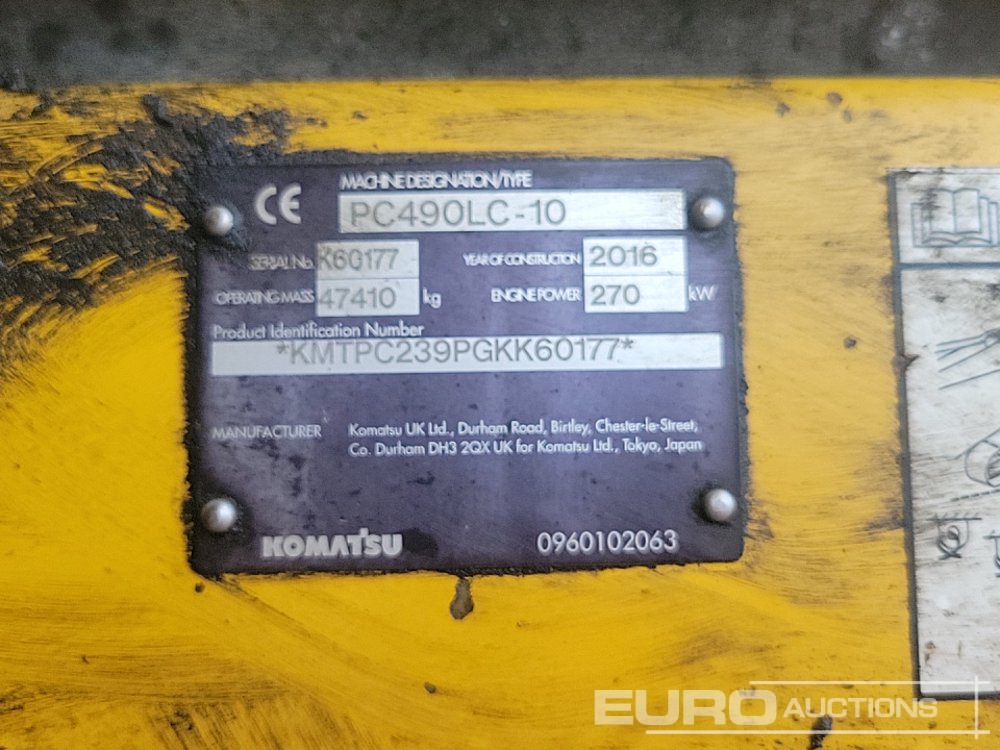 CE MACHINE DESIGNATION/TYPE
PC490LC-10
SERIAL No. K60177 YEAR OF CONSTRUCTION 2016
OPERATING MASS 47410 kg ENGINE POWER 270 kW
Product Identification Number
*KMTPC239PGKK60177*
MANUFACTURER Komatsu UK Ltd., Durham Road, Birtley, Chester-le-Street,
Co. Durham DH3 2QX UK for Komatsu Ltd., Tokyo, Japan
KOMATSU 0960102063
EURO AUCTIONS